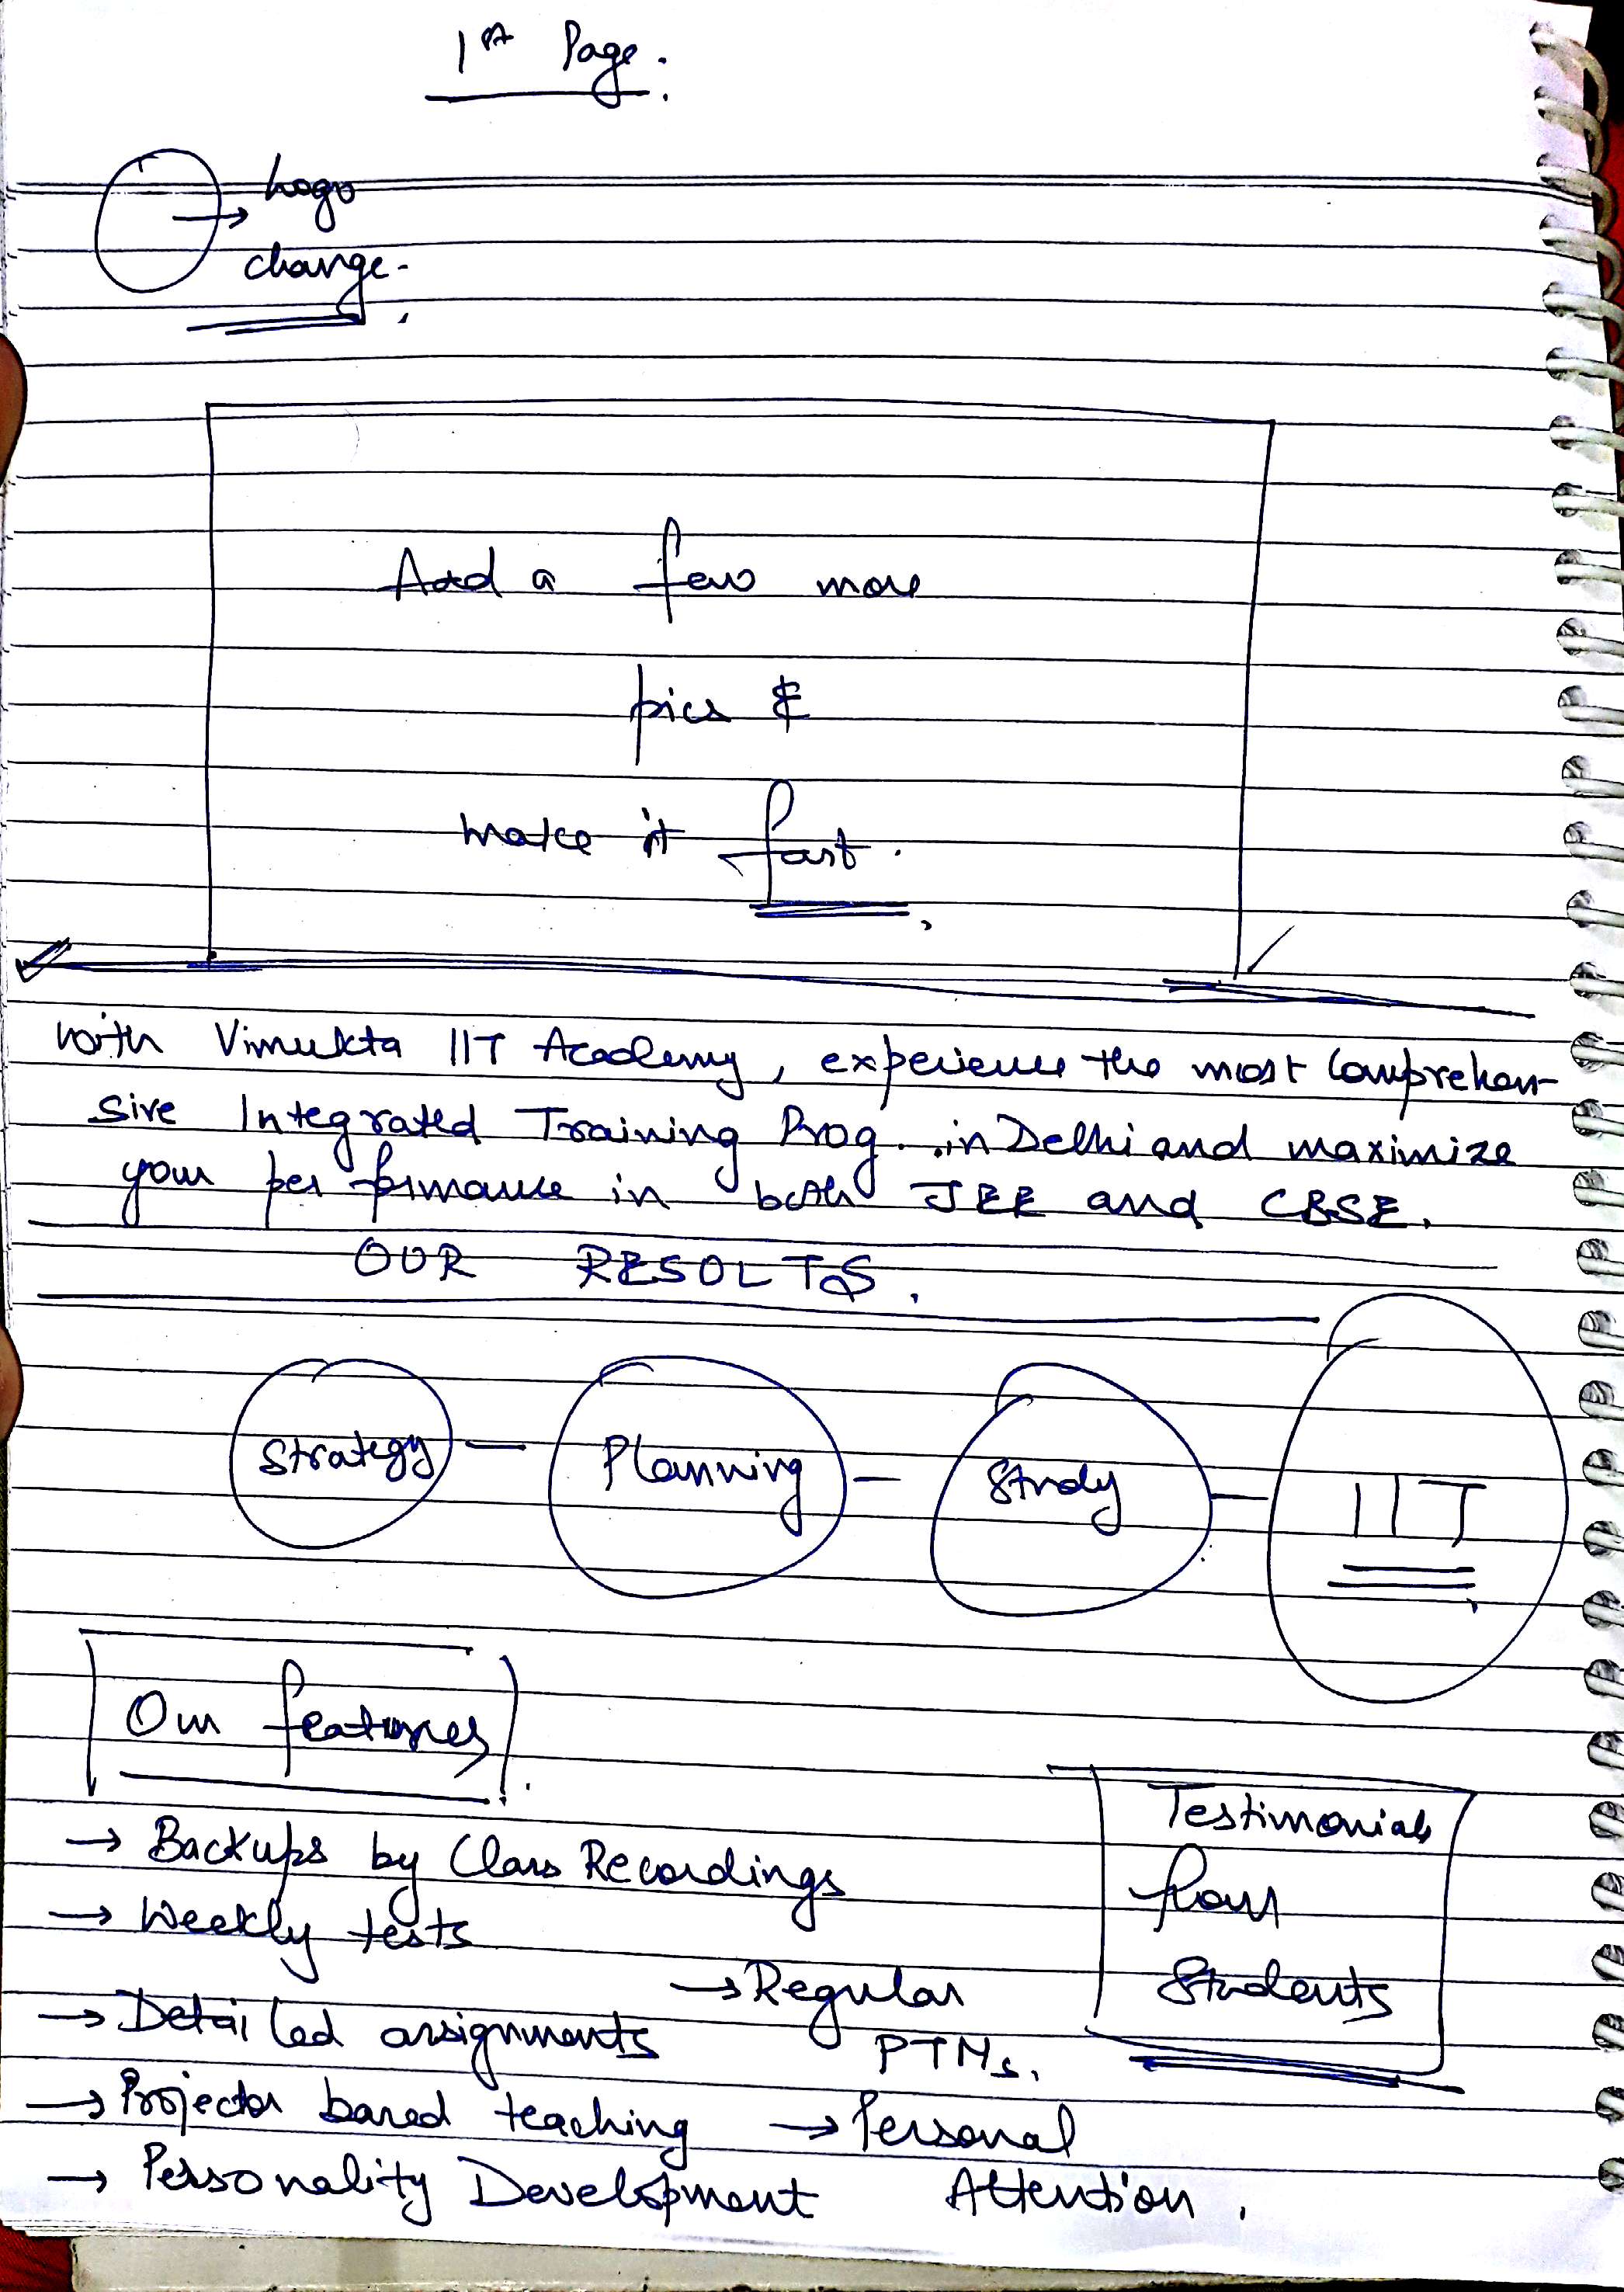 1st Page.
Logo
change.
Add a few more
pics &
make it fast.
with Vimukta IIT Academy, experience the most Comprehen-
sive Integrated Training Prog. in Delhi and maximize
your performance in both JEE and CBSE.
OUR RESULTS.
Strategy - Planning - Study - IIT
Our features
Testimonials
from
Students
→ Backups by Class Recordings
→ Weekly tests
→ Detailed assignments
→ Projector based teaching
→ Personality Development
→ Regular
PTMs.
→ Personal
Attention.